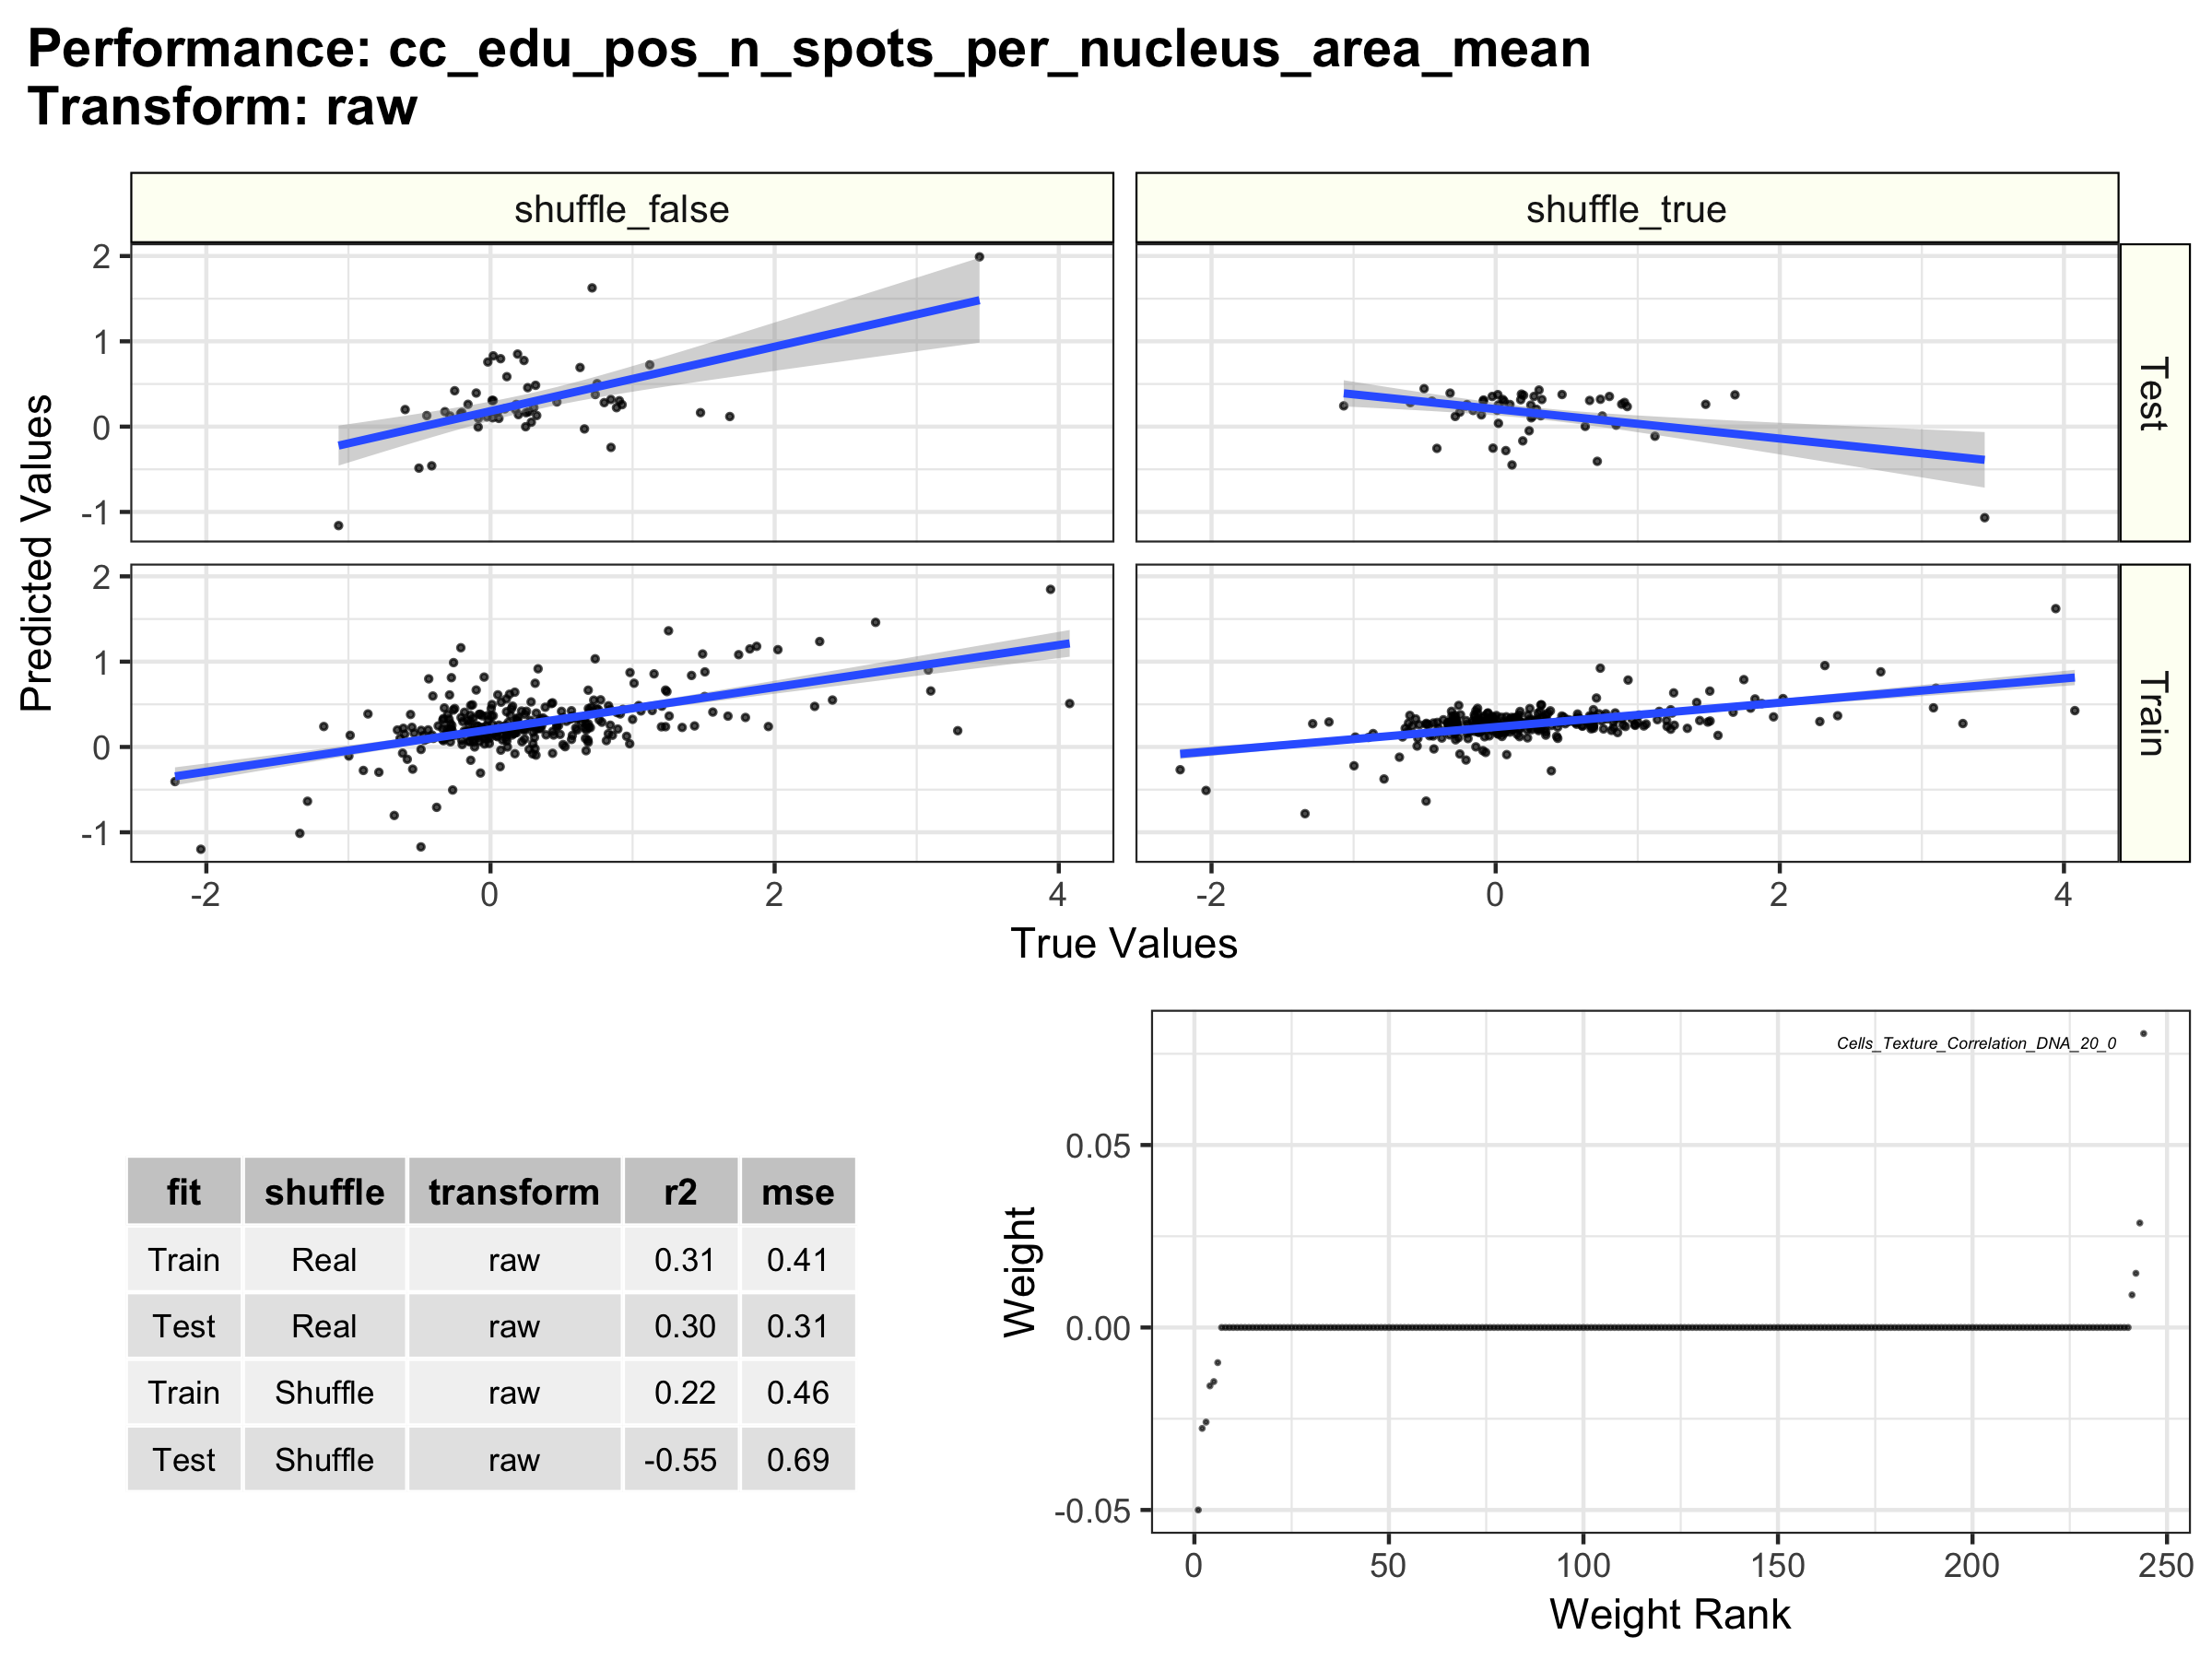 Performance: cc_edu_pos_n_spots_per_nucleus_area_mean
Transform: raw
shuffle_false
shuffle_true
2
1
0
-1
Test
2
1
0
-1
Train
Predicted Values
-2
0
2
4
-2
0
2
4
True Values
fit shuffle transform r2 mse
Train Real raw 0.31 0.41
Test Real raw 0.30 0.31
Train Shuffle raw 0.22 0.46
Test Shuffle raw -0.55 0.69
Cells_Texture_Correlation_DNA_20_0
0.05
0.00
-0.05
Weight
0
50
100
150
200
250
Weight Rank